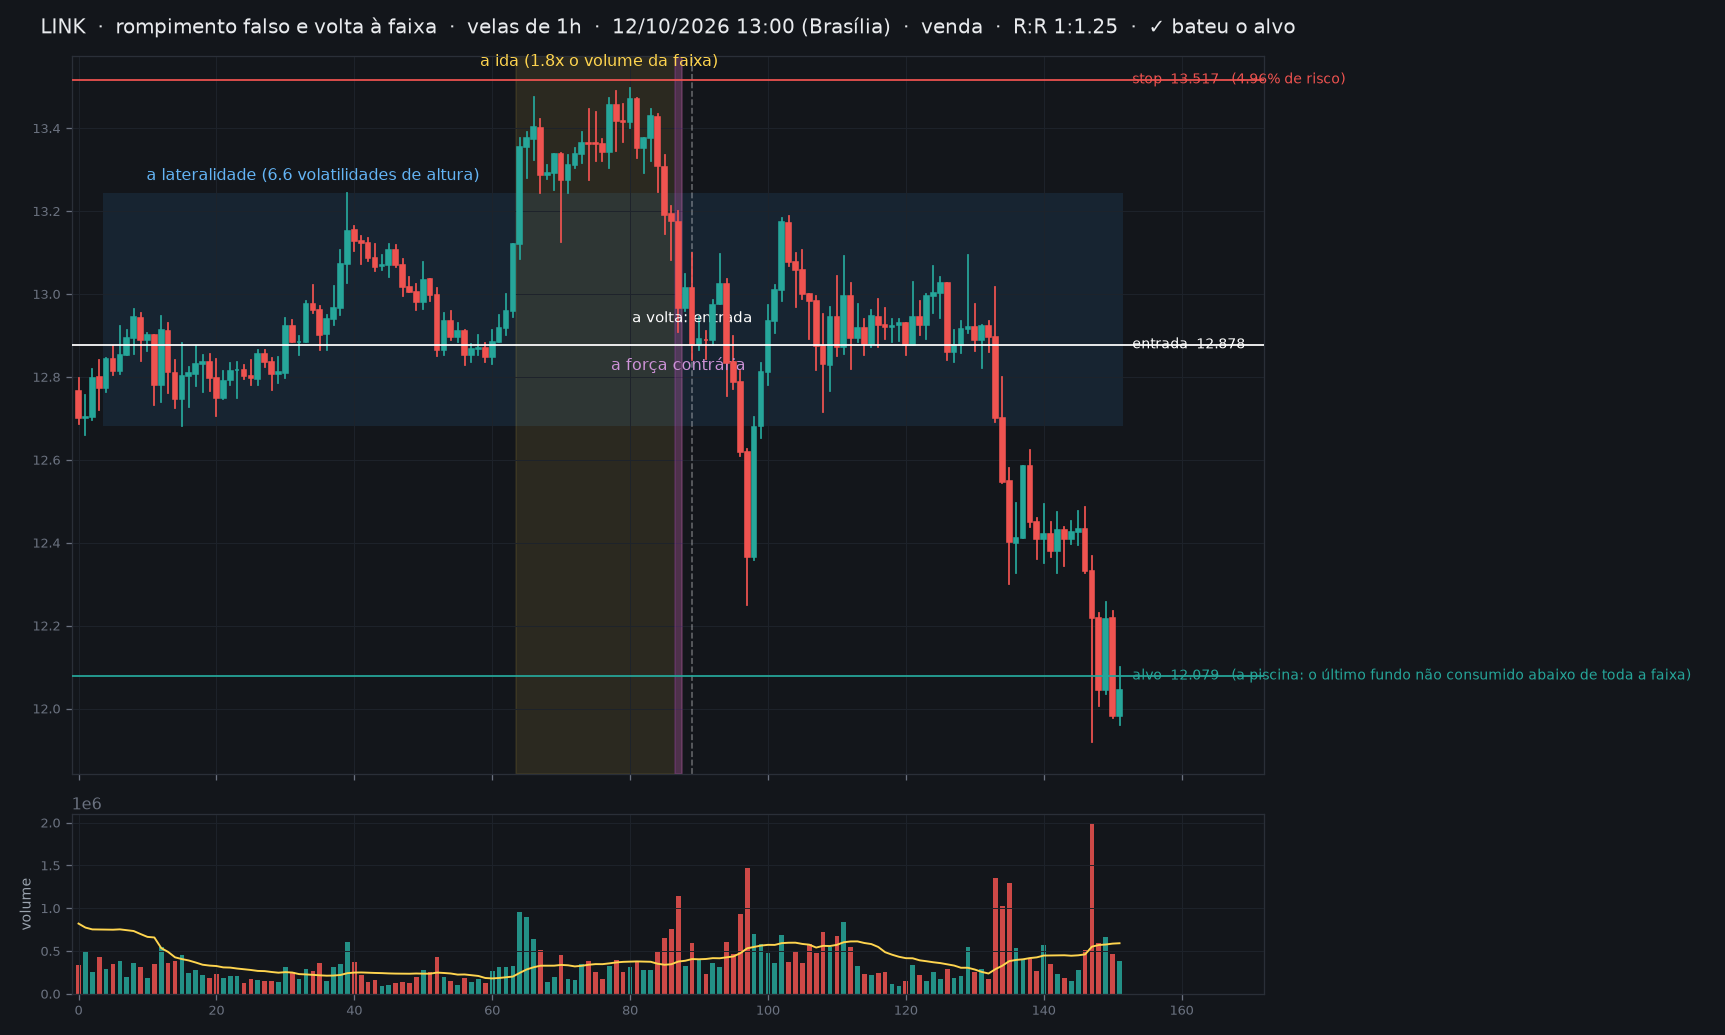 LINK · rompimento falso e volta à faixa · velas de 1h · 12/10/2026 13:00 (Brasília) · venda · R:R 1:1.25 · ✓ bateu o alvo
a ida (1.8x o volume da faixa)
stop 13.517 (4.96% de risco)
13.4
a lateralidade (6.6 volatilidades de altura)
13.2
13.0
a volta: entrada
entrada 12.878
a força contrária
12.8
12.6
12.4
12.2
alvo 12.079 (a piscina: o último fundo não consumido abaixo de toda a faixa)
12.0
1e6
2.0
1.5
1.0
0.5
0.0
volume
0 20 40 60 80 100 120 140 160